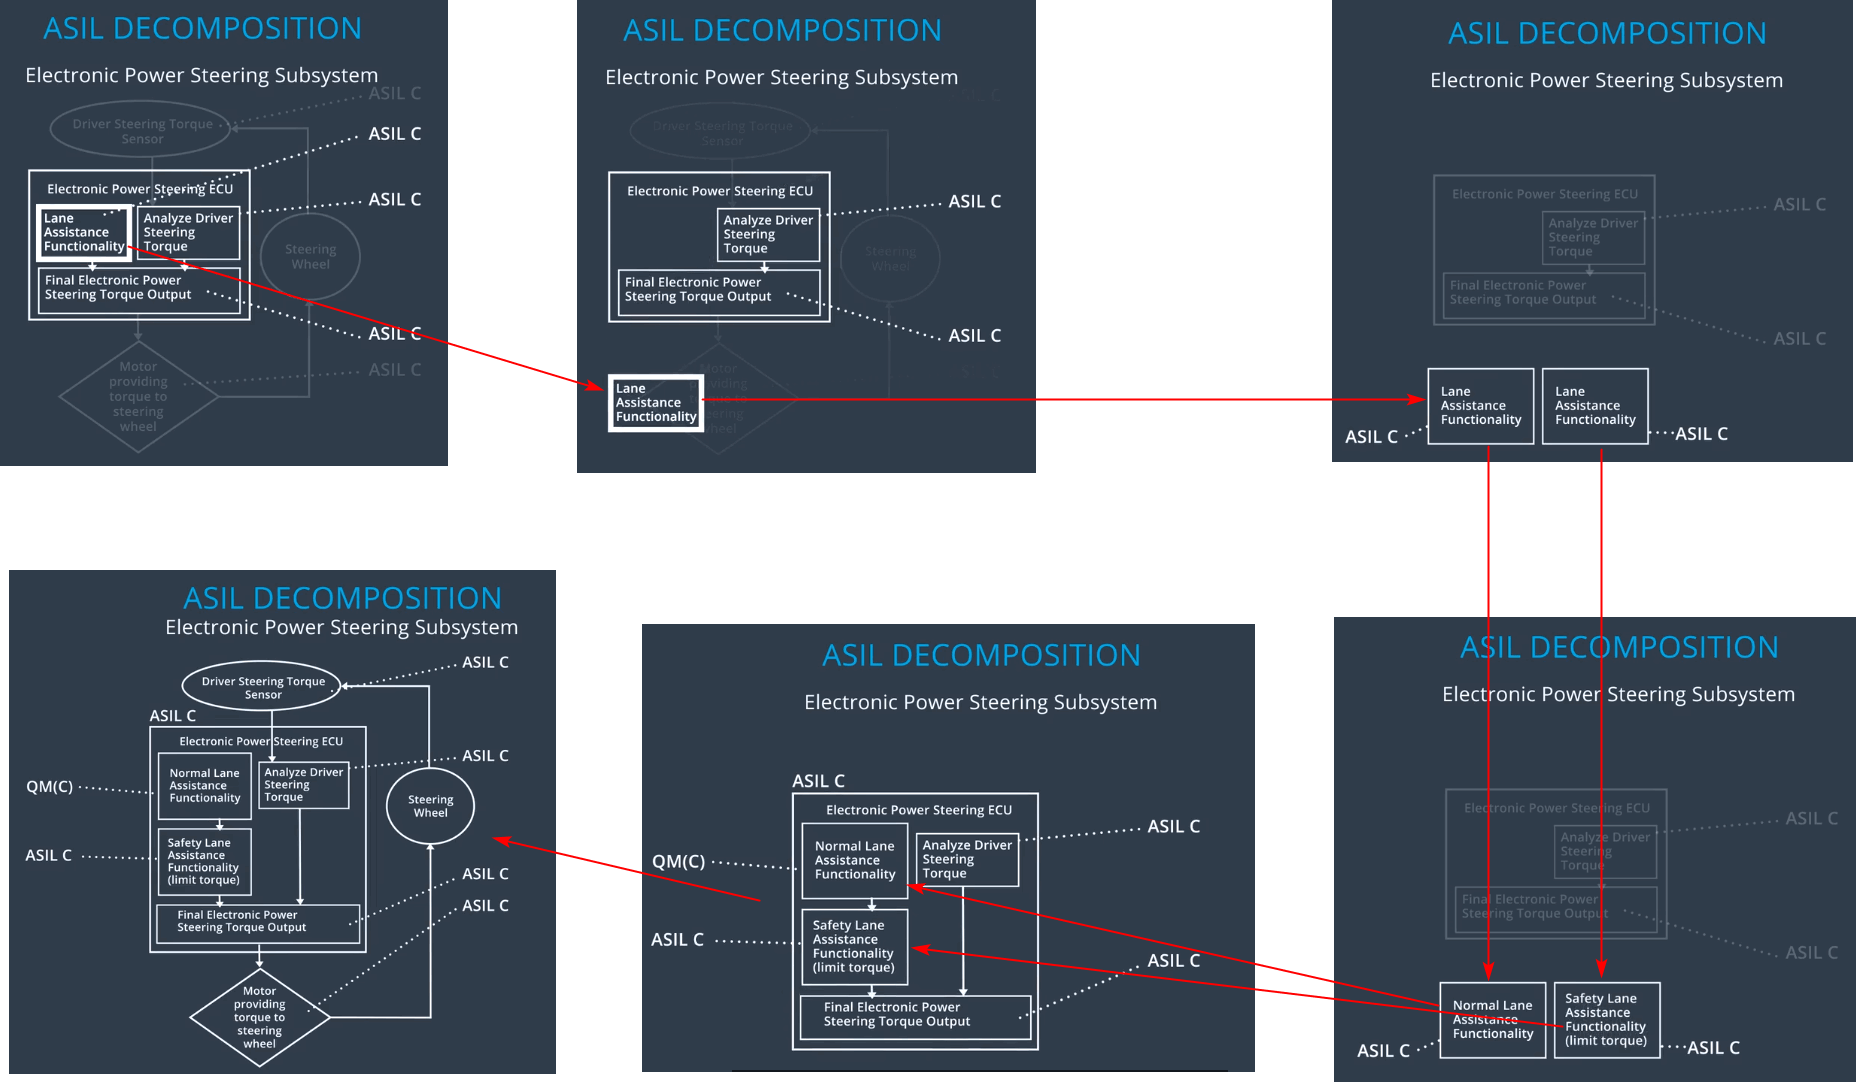 ASIL DECOMPOSITION
Electronic Power Steering Subsystem
ASIL C
Driver Steering Torque
Sensor
ASIL C
Electronic Power Steering ECU
ASIL C
Lane
Assistance
Functionality
Analyze Driver
Steering
Torque
Steering
Wheel
Final Electronic Power
Steering Torque Output
ASIL C
ASIL C
Motor
providing
torque to
steering
wheel
ASIL DECOMPOSITION
Electronic Power Steering Subsystem
Driver Steering Torque
Sensor
Electronic Power Steering ECU
ASIL C
Analyze Driver
Steering
Torque
Steering
Wheel
Final Electronic Power
Steering Torque Output
ASIL C
Motor
providing
torque to
steering
wheel
Lane
Assistance
Functionality
ASIL DECOMPOSITION
Electronic Power Steering Subsystem
Electronic Power Steering ECU
ASIL C
Analyze Driver
Steering
Torque
Final Electronic Power
Steering Torque Output
ASIL C
Lane
Assistance
Functionality
Lane
Assistance
Functionality
ASIL C
ASIL C
ASIL DECOMPOSITION
Electronic Power Steering Subsystem
ASIL C
Driver Steering Torque
Sensor
ASIL C
Electronic Power Steering ECU
ASIL C
QM(C)
Normal Lane
Assistance
Functionality
Analyze Driver
Steering
Torque
Steering
Wheel
ASIL C
Safety Lane
Assistance
Functionality
(limit torque)
ASIL C
ASIL C
Final Electronic Power
Steering Torque Output
Motor
providing
torque to
steering
wheel
ASIL DECOMPOSITION
Electronic Power Steering Subsystem
ASIL C
Electronic Power Steering ECU
ASIL C
QM(C)
Normal Lane
Assistance
Functionality
Analyze Driver
Steering
Torque
ASIL C
Safety Lane
Assistance
Functionality
(limit torque)
ASIL C
Final Electronic Power
Steering Torque Output
ASIL DECOMPOSITION
Electronic Power Steering Subsystem
Electronic Power Steering ECU
ASIL C
Analyze Driver
Steering
Torque
Final Electronic Power
Steering Torque Output
ASIL C
Normal Lane
Assistance
Functionality
Safety Lane
Assistance
Functionality
(limit torque)
ASIL C
ASIL C